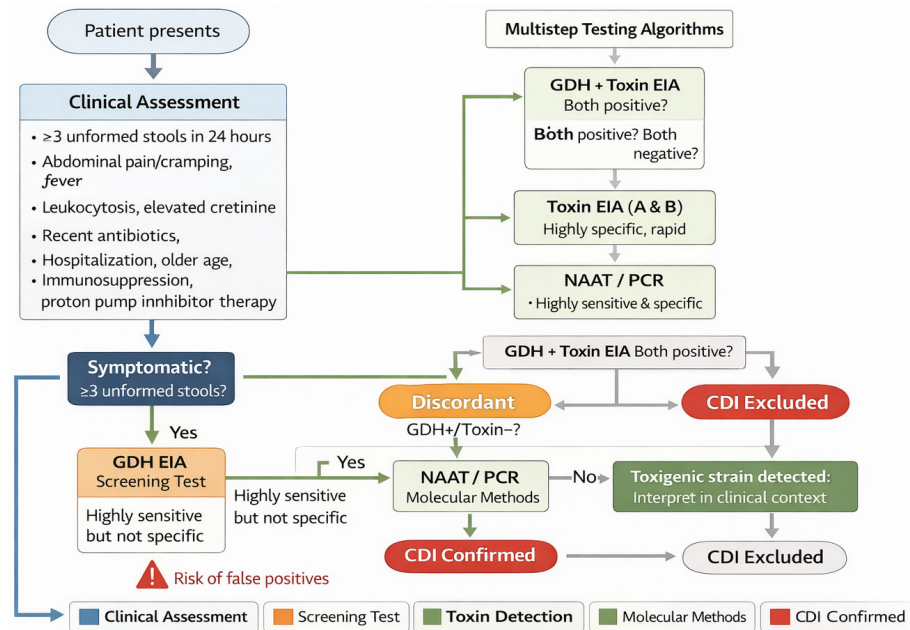 Patient presents
Clinical Assessment
• ≥3 unformed stools in 24 hours
• Abdominal pain/cramping,
fever
• Leukocytosis, elevated cretinine
• Recent antibiotics,
• Hospitalization, older age,
• Immunosuppression,
proton pump innhibitor therapy
Multistep Testing Algorithms
GDH + Toxin EIA
Both positive?
Both positive? Both
negative?
Toxin EIA (A & B)
Highly specific, rapid
NAAT / PCR
• Highly sensitive & specific
Symptomatic?
≥3 unformed stools?
Yes
GDH EIA
Screening Test
Highly sensitive
but not specific
Risk of false positives
Yes
Highly sensitive
but not specific
GDH + Toxin EIA Both positive?
Discordant
GDH+/Toxin–?
CDI Excluded
NAAT / PCR
Molecular Methods
No
Toxigenic strain detected:
Interpret in clinical context
CDI Confirmed
CDI Excluded
Clinical Assessment
Screening Test
Toxin Detection
Molecular Methods
CDI Confirmed